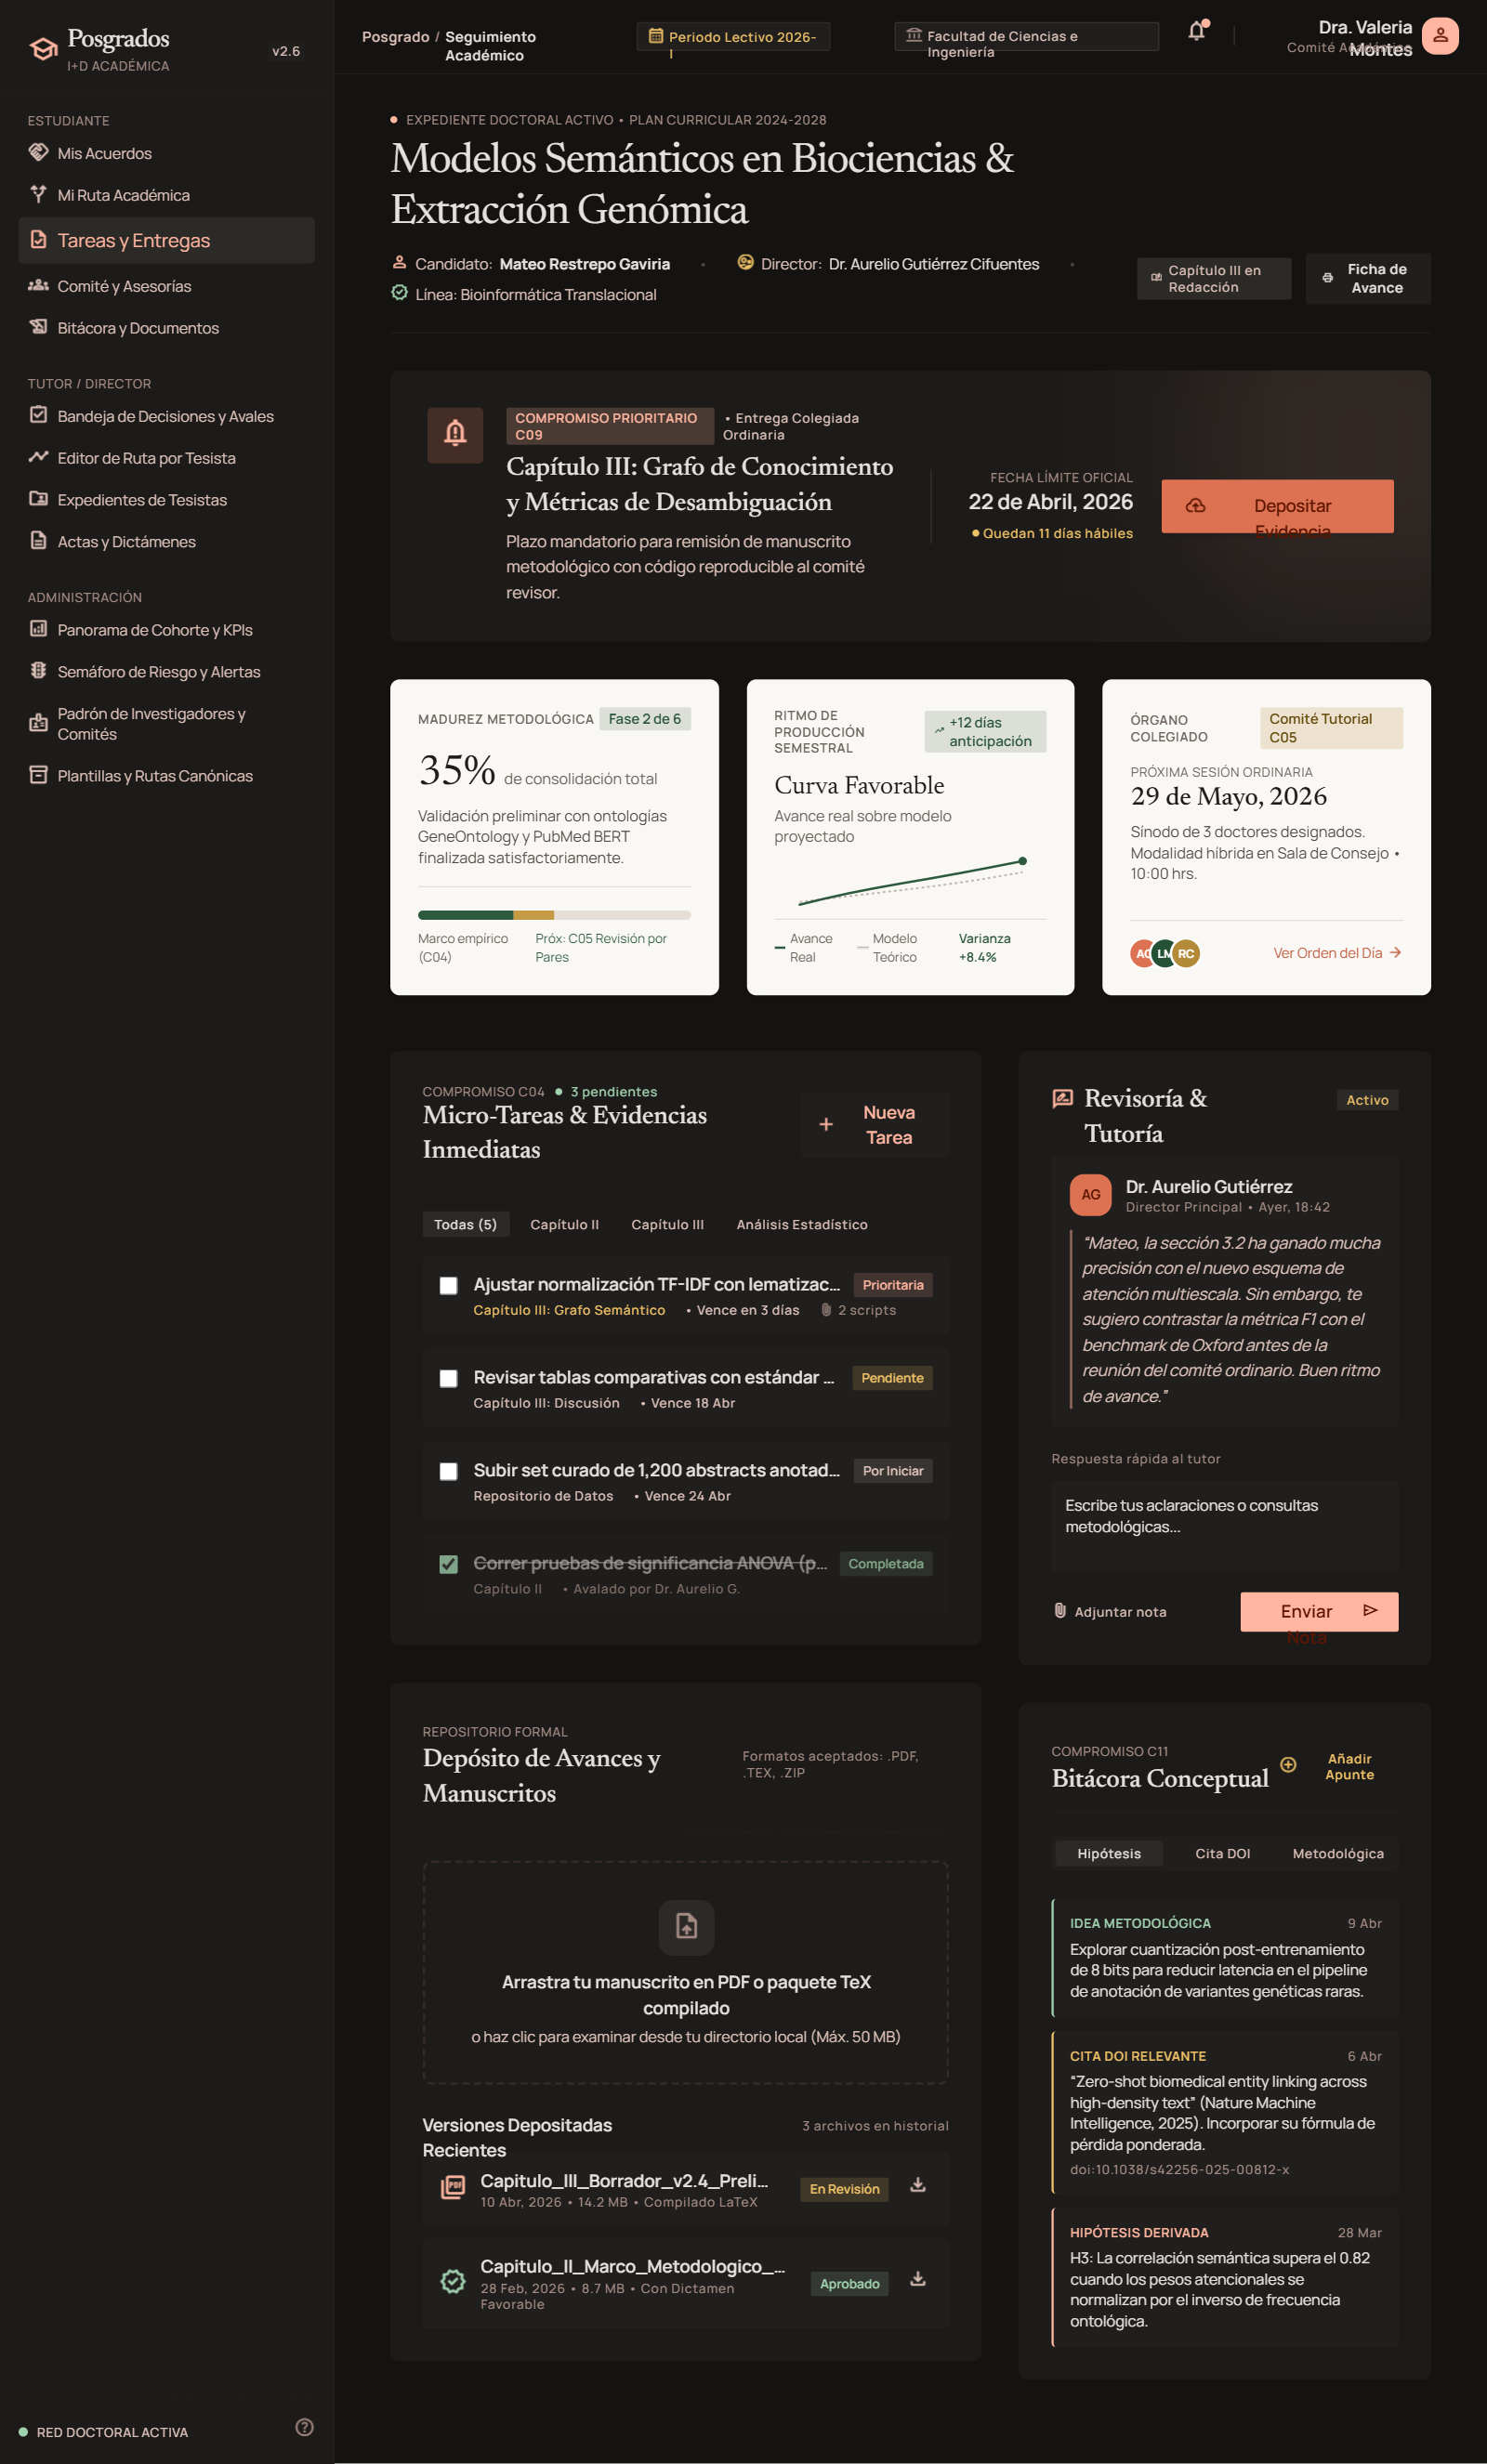 Posgrados
I+D ACADÉMICA
v2.6
ESTUDIANTE
Mis Acuerdos
Mi Ruta Académica
Tareas y Entregas
Comité y Asesorías
Bitácora y Documentos
TUTOR / DIRECTOR
Bandeja de Decisiones y Avales
Editor de Ruta por Tesista
Expedientes de Tesistas
Actas y Dictámenes
ADMINISTRACIÓN
Panorama de Cohorte y KPIs
Semáforo de Riesgo y Alertas
Padrón de Investigadores y
Comités
Plantillas y Rutas Canónicas
RED DOCTORAL ACTIVA
Posgrado / Seguimiento
Académico
Periodo Lectivo 2026-
I
Facultad de Ciencias e
Ingeniería
Dra. Valeria
Montes
Comité Académico
EXPEDIENTE DOCTORAL ACTIVO • PLAN CURRICULAR 2024-2028
Modelos Semánticos en Biociencias &
Extracción Genómica
Candidato: Mateo Restrepo Gaviria • Director: Dr. Aurelio Gutiérrez Cifuentes •
Línea: Bioinformática Translacional
Capítulo III en
Redacción
Ficha de
Avance
COMPROMISO PRIORITARIO
C09
• Entrega Colegiada
Ordinaria
Capítulo III: Grafo de Conocimiento
y Métricas de Desambiguación
Plazo mandatorio para remisión de manuscrito
metodológico con código reproducible al comité
revisor.
FECHA LÍMITE OFICIAL
22 de Abril, 2026
Quedan 11 días hábiles
Depositar
Evidencia
MADUREZ METODOLÓGICA
Fase 2 de 6
35% de consolidación total
Validación preliminar con ontologías
GeneOntology y PubMed BERT
finalizada satisfactoriamente.
Marco empírico
(C04)
Próx: C05 Revisión por
Pares
RITMO DE
PRODUCCIÓN
SEMESTRAL
+12 días
anticipación
Curva Favorable
Avance real sobre modelo
proyectado
Avance
Real
Modelo
Teórico
Varianza
+8.4%
ÓRGANO
COLEGIADO
Comité Tutorial
C05
PRÓXIMA SESIÓN ORDINARIA
29 de Mayo, 2026
Sínodo de 3 doctores designados.
Modalidad híbrida en Sala de Consejo •
10:00 hrs.
AG LM RC
Ver Orden del Día
COMPROMISO C04 3 pendientes
Micro-Tareas & Evidencias
Inmediatas
Nueva
Tarea
Todas (5)
Capítulo II
Capítulo III
Análisis Estadístico
Ajustar normalización TF-IDF con lematizac...
Prioritaria
Capítulo III: Grafo Semántico • Vence en 3 días 2 scripts
Revisar tablas comparativas con estándar ...
Pendiente
Capítulo III: Discusión • Vence 18 Abr
Subir set curado de 1,200 abstracts anotad...
Por Iniciar
Repositorio de Datos • Vence 24 Abr
Correr pruebas de significancia ANOVA (p...
Completada
Capítulo II • Avalado por Dr. Aurelio G.
Revisoría &
Tutoría
Activo
AG
Dr. Aurelio Gutiérrez
Director Principal • Ayer, 18:42
“Mateo, la sección 3.2 ha ganado mucha
precisión con el nuevo esquema de
atención multiescala. Sin embargo, te
sugiero contrastar la métrica F1 con el
benchmark de Oxford antes de la
reunión del comité ordinario. Buen ritmo
de avance.”
Respuesta rápida al tutor
Escribe tus aclaraciones o consultas
metodológicas...
Adjuntar nota
Enviar
Nota
REPOSITORIO FORMAL
Depósito de Avances y
Manuscritos
Formatos aceptados: .PDF,
.TEX, .ZIP
Arrastra tu manuscrito en PDF o paquete TeX
compilado
o haz clic para examinar desde tu directorio local (Máx. 50 MB)
Versiones Depositadas
Recientes
3 archivos en historial
PDF
Capitulo_III_Borrador_v2.4_Preli...
10 Abr, 2026 • 14.2 MB • Compilado LaTeX
En Revisión
Capitulo_II_Marco_Metodologico_...
28 Feb, 2026 • 8.7 MB • Con Dictamen
Favorable
Aprobado
COMPROMISO C11
Bitácora Conceptual
Añadir
Apunte
Hipótesis
Cita DOI
Metodológica
IDEA METODOLÓGICA
9 Abr
Explorar cuantización post-entrenamiento
de 8 bits para reducir latencia en el pipeline
de anotación de variantes genéticas raras.
CITA DOI RELEVANTE
6 Abr
“Zero-shot biomedical entity linking across
high-density text” (Nature Machine
Intelligence, 2025). Incorporar su fórmula de
pérdida ponderada.
doi:10.1038/s42256-025-00812-x
HIPÓTESIS DERIVADA
28 Mar
H3: La correlación semántica supera el 0.82
cuando los pesos atencionales se
normalizan por el inverso de frecuencia
ontológica.